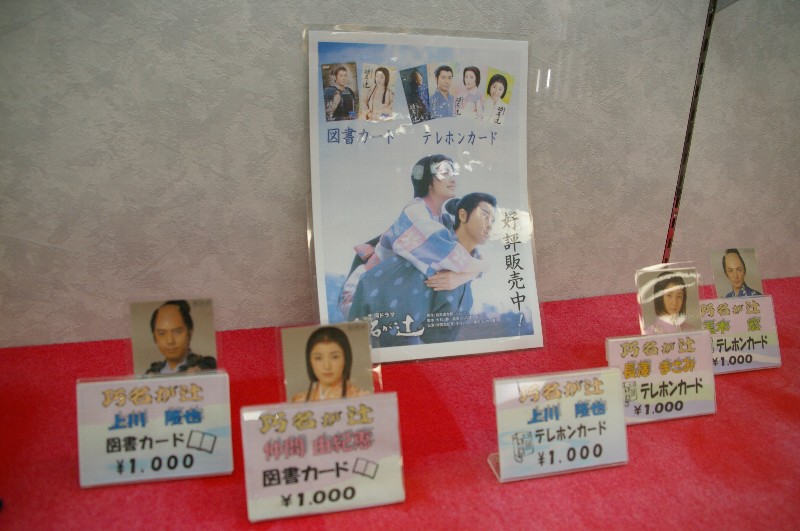 図書カード　テレホンカード
好評販売中！
功名が辻
上川　隆也
図書カード
¥1.000
功名が辻
仲間　由紀恵
図書カード
¥1.000
功名が辻
上川　隆也
テレホンカード
¥1.000
功名が辻
長澤　まさみ
テレホンカード
¥1.000
功名が辻
テレホンカード
¥1.000